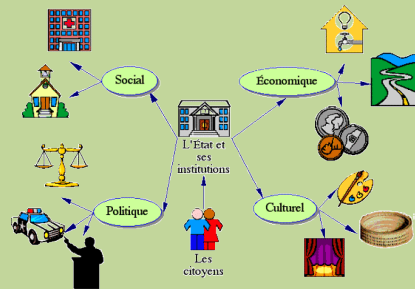 Social
Économique
L'État et
ses
institutions
Politique
Culturel
Les
citoyens